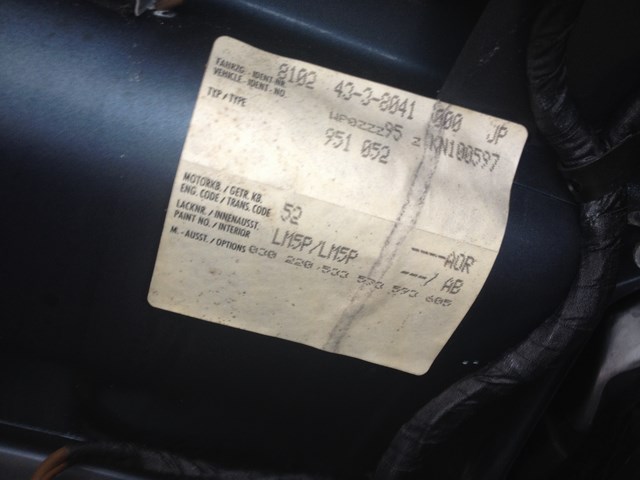 8102 43-3-8041 000 JP
FAHRZG.-IDENT-NR.
VEHICLE-IDENT-NO. WP0ZZZ95 Z KN100597
TYP / TYPE 951 052
MOTORKB. / GETR. KB.
ENG. CODE / TRANS. CODE 52 ----AOR
LACKNR. / INNENAUSST.
PAINT NO. / INTERIOR LM5P/LM5P ---/ AB
M.-AUSST. / OPTIONS 030 220 533 573 593 605